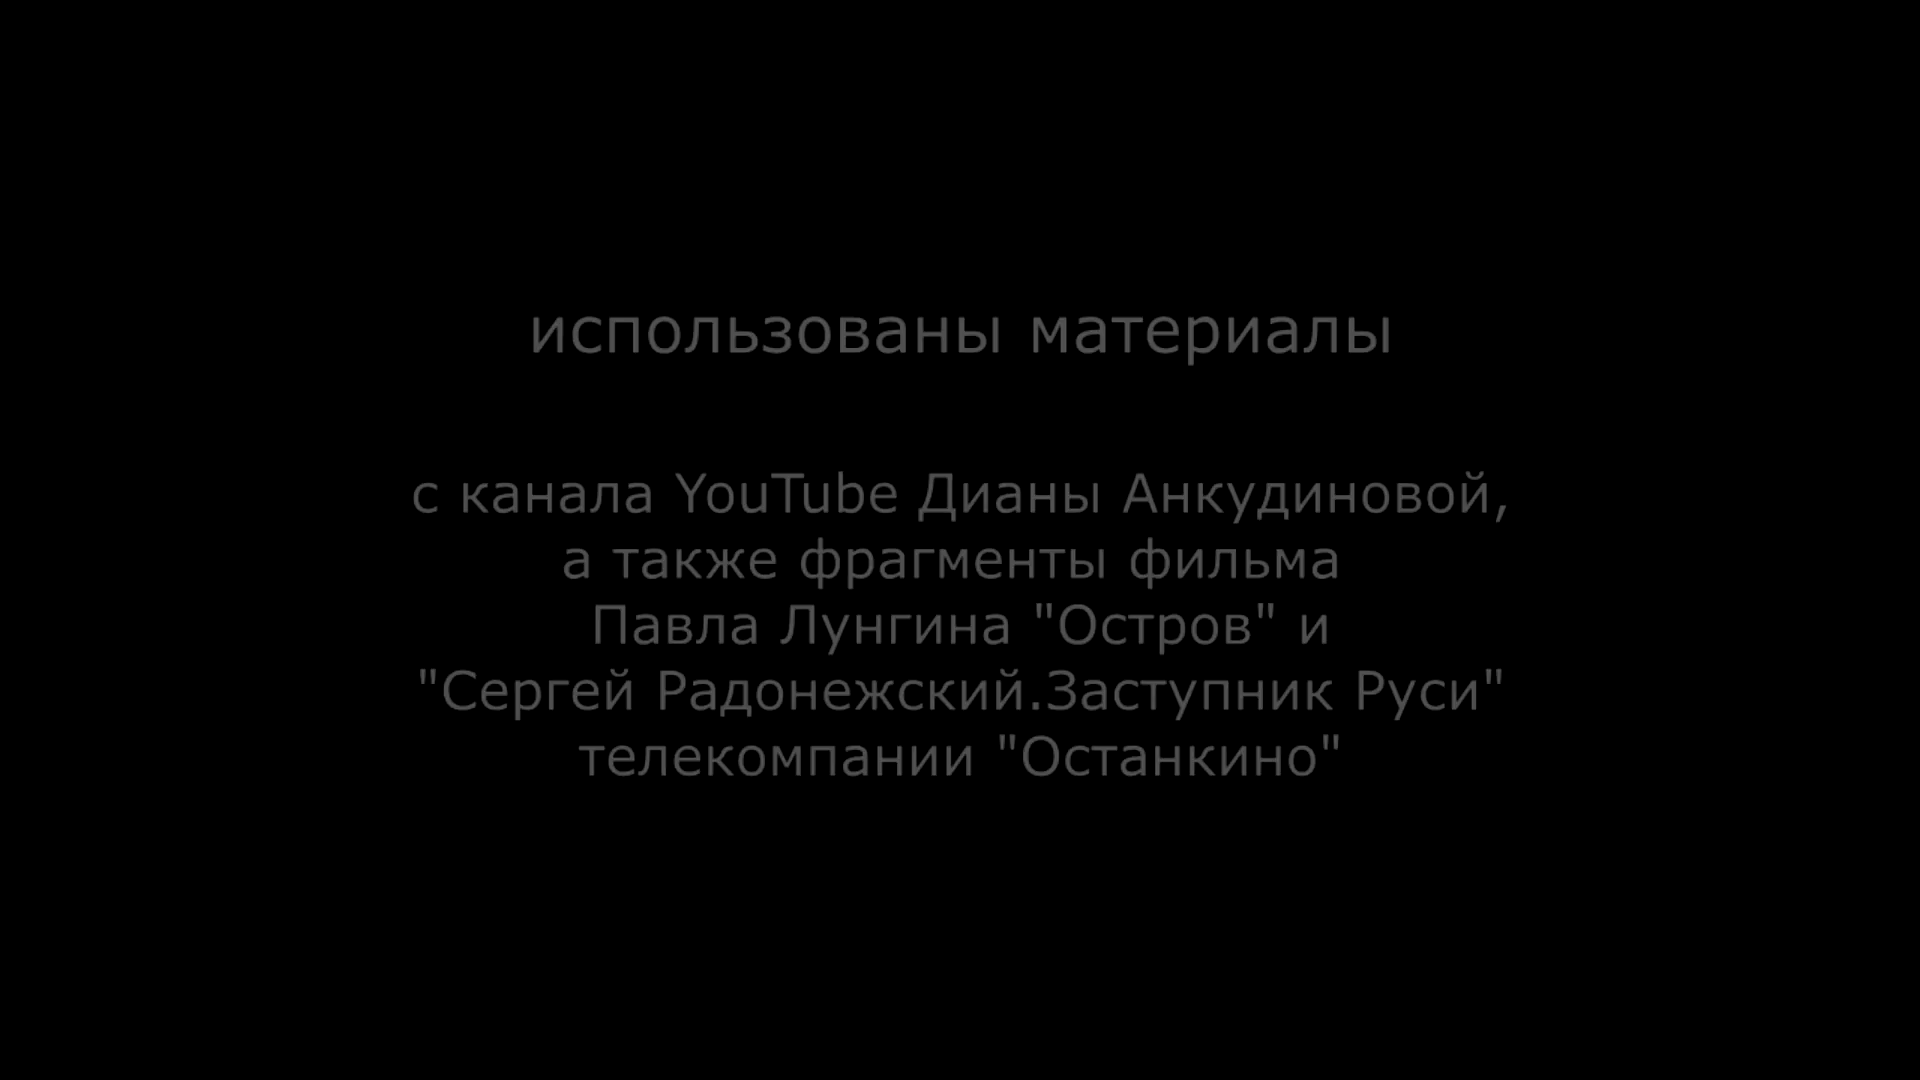 использованы материалы
с канала YouTube Дианы Анкудиновой,
а также фрагменты фильма
Павла Лунгина "Остров" и
"Сергей Радонежский.Заступник Руси"
телекомпании "Останкино"